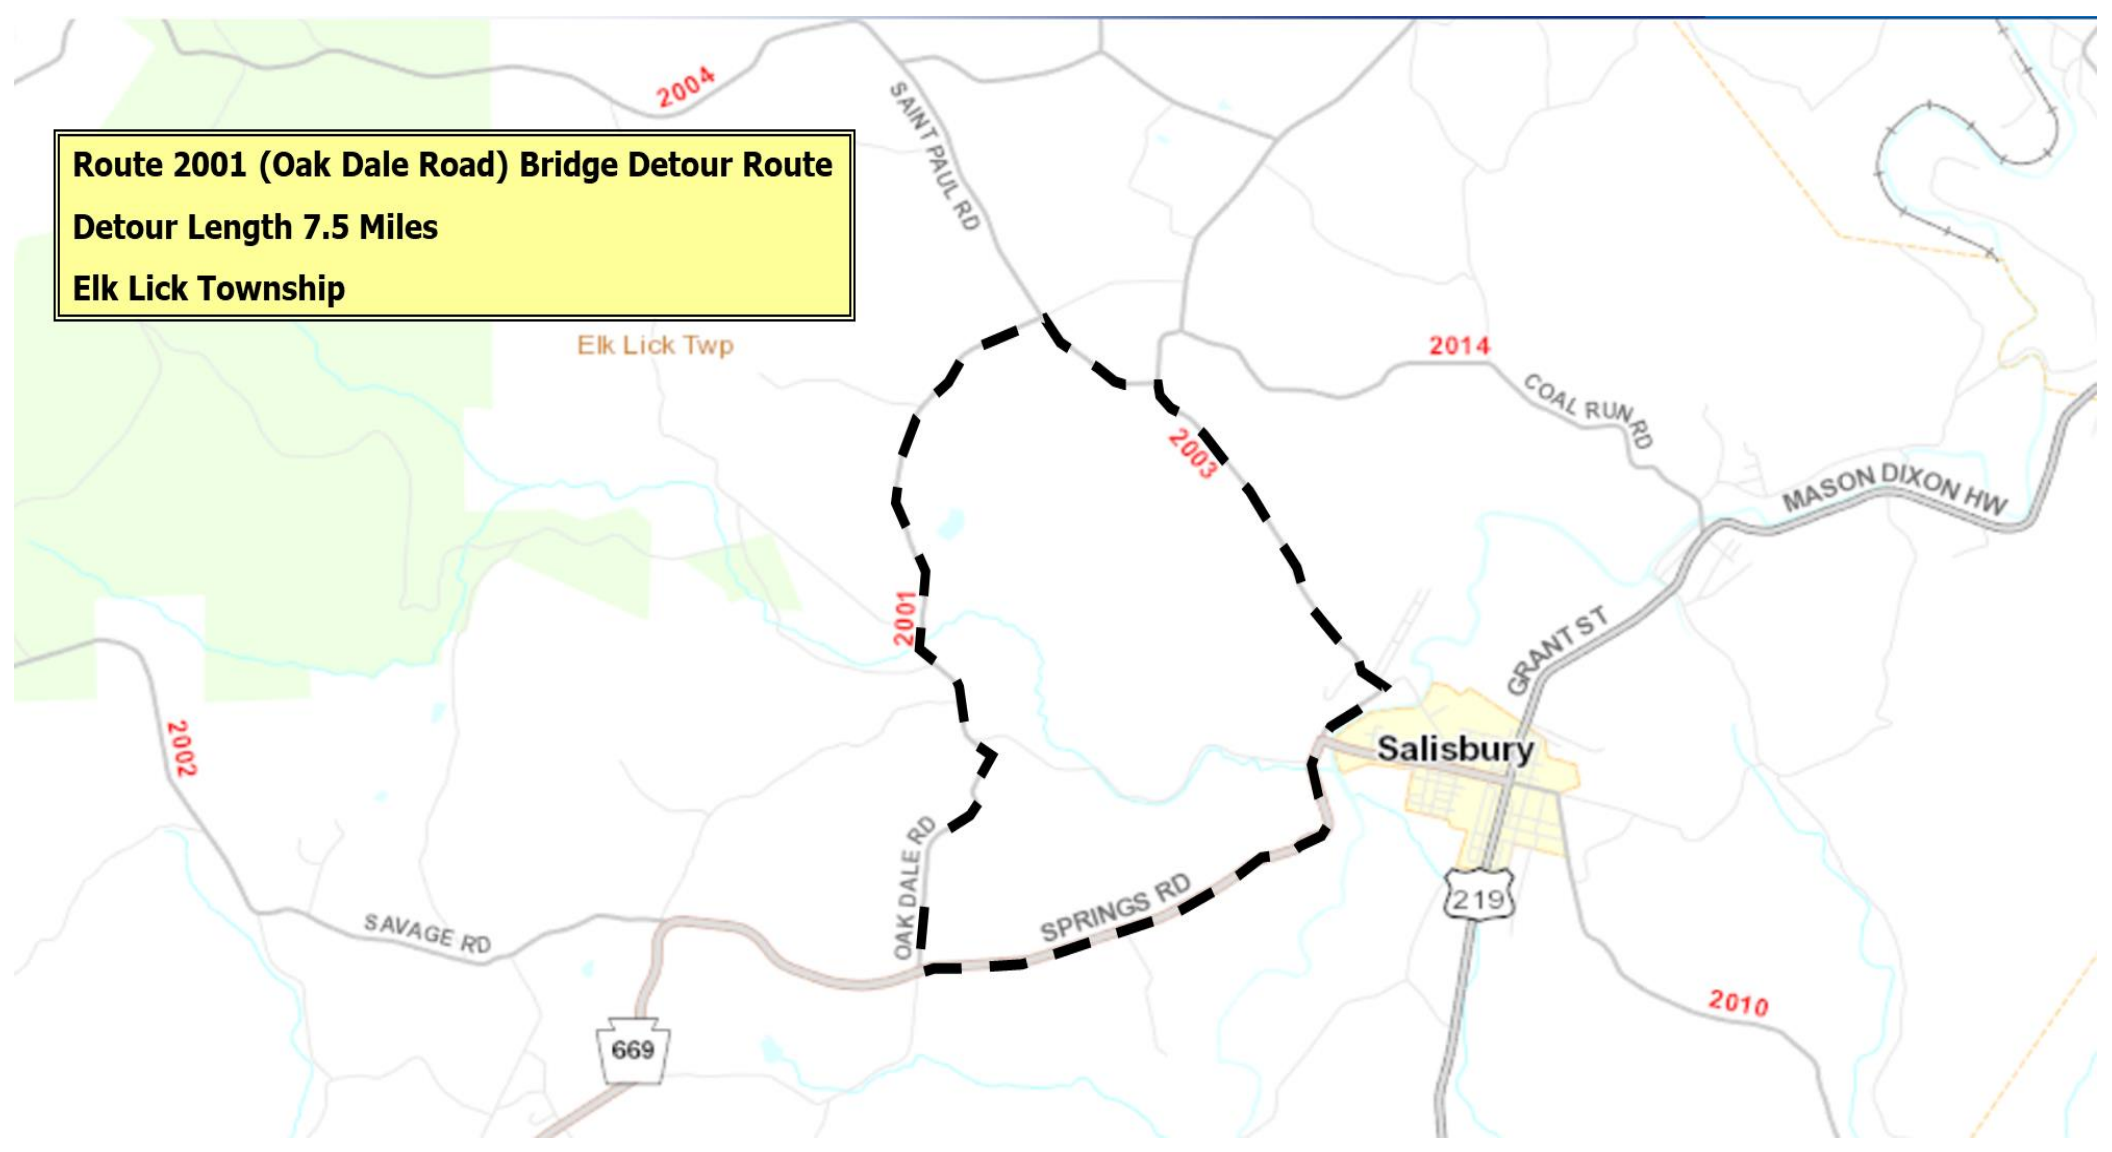 2004
SAINT PAUL RD
Route 2001 (Oak Dale Road) Bridge Detour Route
Detour Length 7.5 Miles
Elk Lick Township
Elk Lick Twp
2014
COAL RUN RD
2003
MASON DIXON HW
2001
GRANT ST
2002
Salisbury
OAK DALE RD
SPRINGS RD
219
SAVAGE RD
2010
669